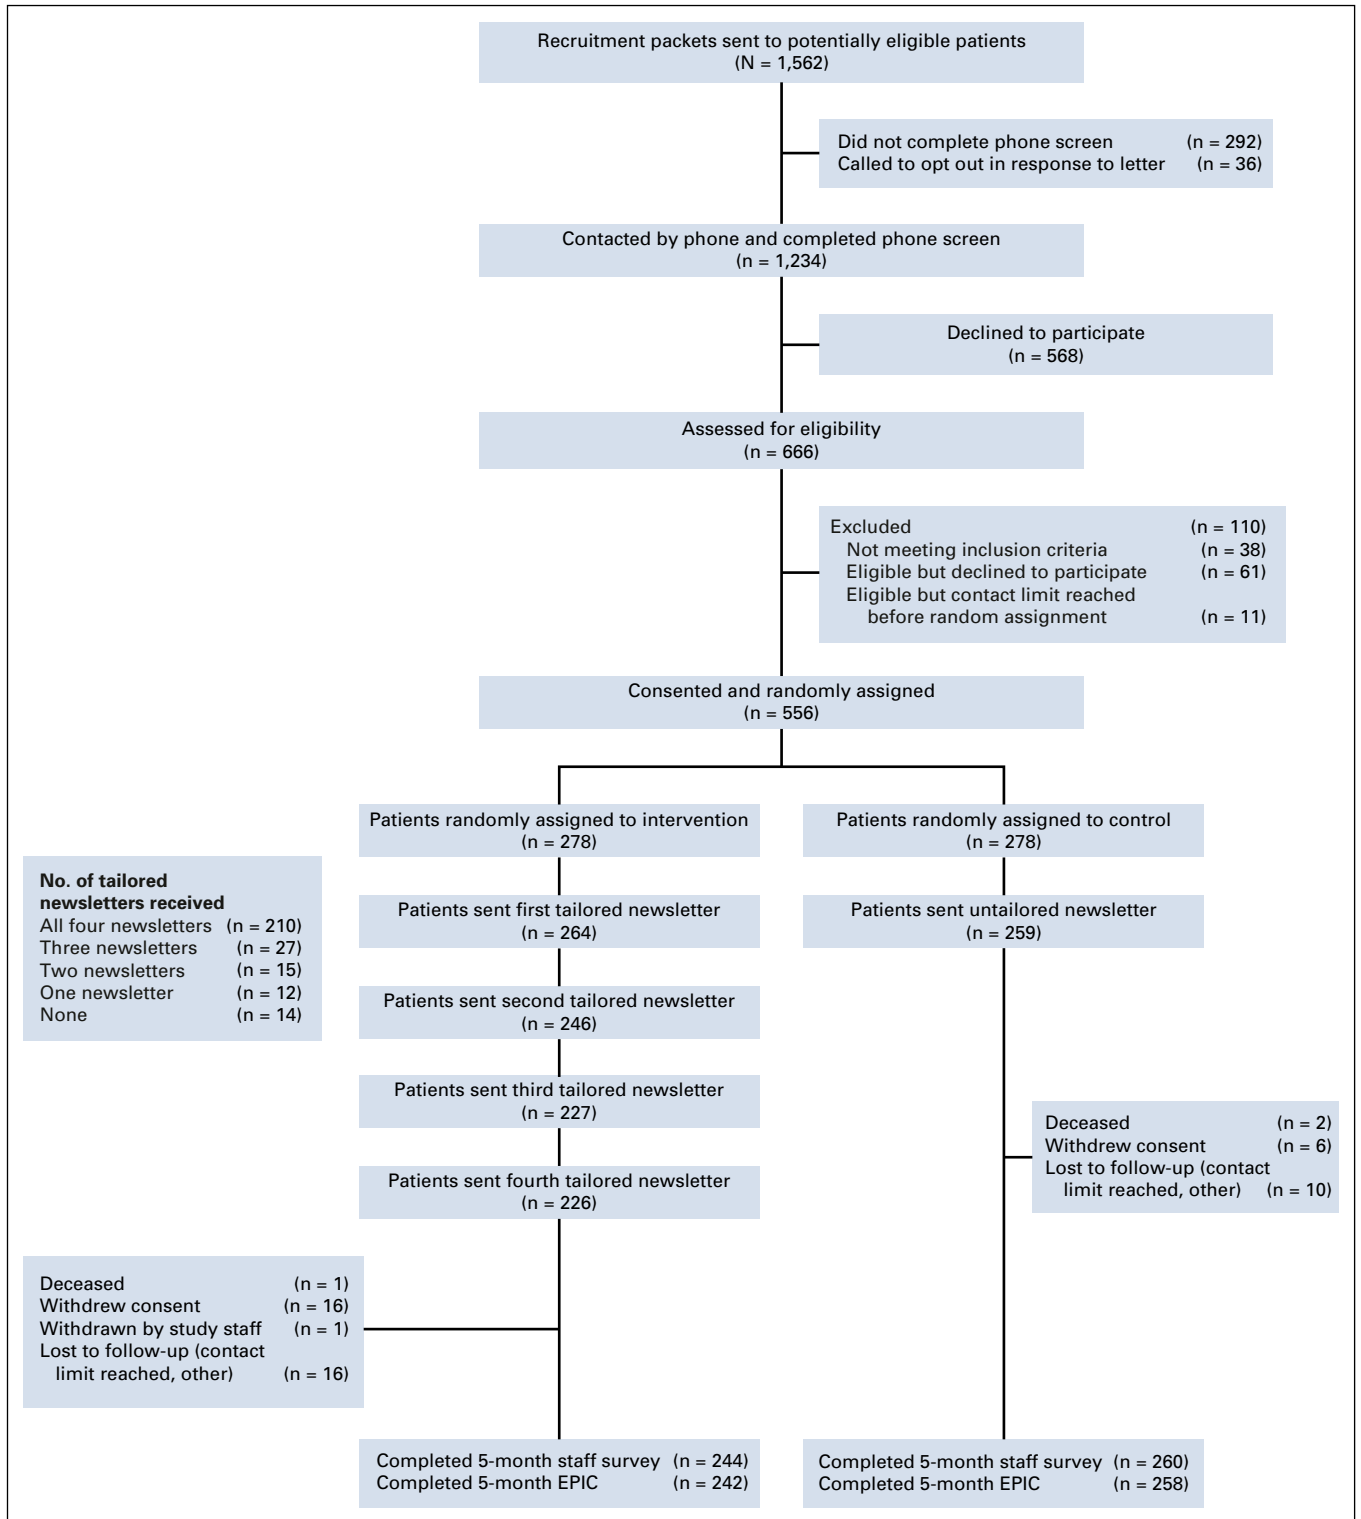 Recruitment packets sent to potentially eligible patients
(N = 1,562)
Did not complete phone screen (n = 292)
Called to opt out in response to letter (n = 36)
Contacted by phone and completed phone screen
(n = 1,234)
Declined to participate
(n = 568)
Assessed for eligibility
(n = 666)
Excluded (n = 110)
Not meeting inclusion criteria (n = 38)
Eligible but declined to participate (n = 61)
Eligible but contact limit reached
before random assignment (n = 11)
Consented and randomly assigned
(n = 556)
Patients randomly assigned to intervention
(n = 278)
Patients randomly assigned to control
(n = 278)
No. of tailored
newsletters received
All four newsletters (n = 210)
Three newsletters (n = 27)
Two newsletters (n = 15)
One newsletter (n = 12)
None (n = 14)
Patients sent first tailored newsletter
(n = 264)
Patients sent untailored newsletter
(n = 259)
Patients sent second tailored newsletter
(n = 246)
Patients sent third tailored newsletter
(n = 227)
Patients sent fourth tailored newsletter
(n = 226)
Deceased (n = 2)
Withdrew consent (n = 6)
Lost to follow-up (contact
limit reached, other) (n = 10)
Deceased (n = 1)
Withdrew consent (n = 16)
Withdrawn by study staff (n = 1)
Lost to follow-up (contact
limit reached, other) (n = 16)
Completed 5-month staff survey (n = 244)
Completed 5-month EPIC (n = 242)
Completed 5-month staff survey (n = 260)
Completed 5-month EPIC (n = 258)